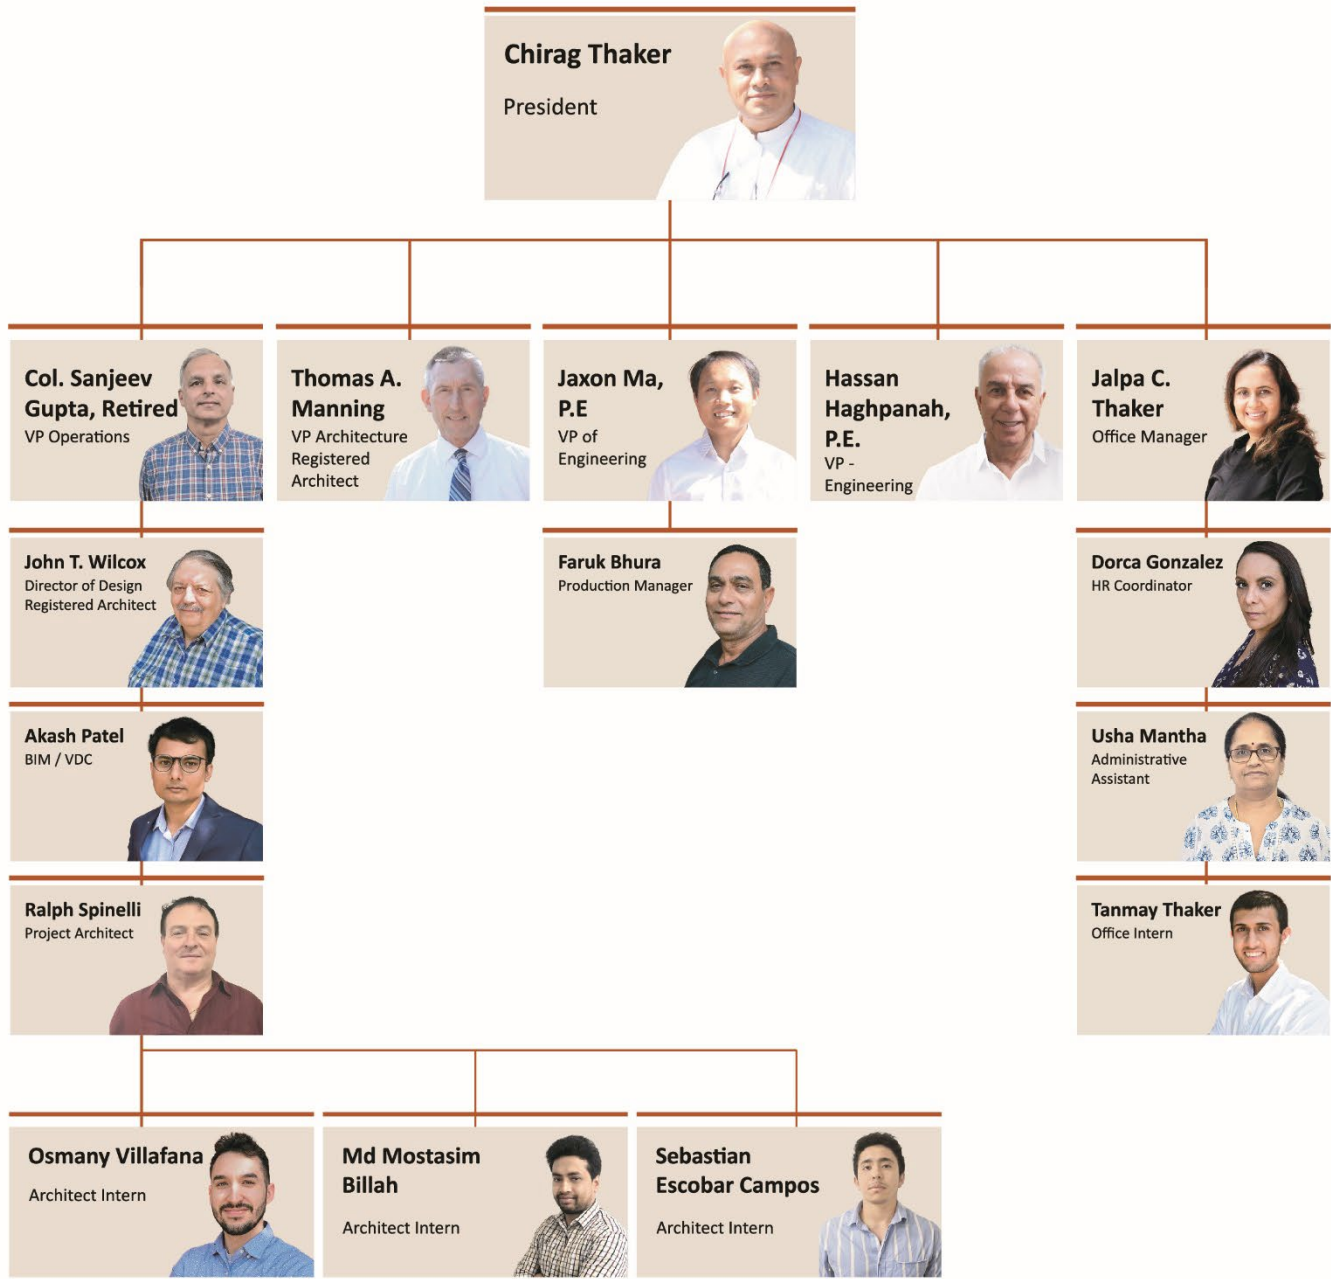 Chirag Thaker
President
Col. Sanjeev
Gupta, Retired
VP Operations
Thomas A.
Manning
VP Architecture
Registered
Architect
Jaxon Ma,
P.E
VP of
Engineering
Hassan
Haghpanah,
P.E.
VP -
Engineering
Jalpa C.
Thaker
Office Manager
John T. Wilcox
Director of Design
Registered Architect
Faruk Bhura
Production Manager
Dorca Gonzalez
HR Coordinator
Akash Patel
BIM / VDC
Usha Mantha
Administrative
Assistant
Ralph Spinelli
Project Architect
Tanmay Thaker
Office Intern
Osmany Villafana
Architect Intern
Md Mostasim
Billah
Architect Intern
Sebastian
Escobar Campos
Architect Intern